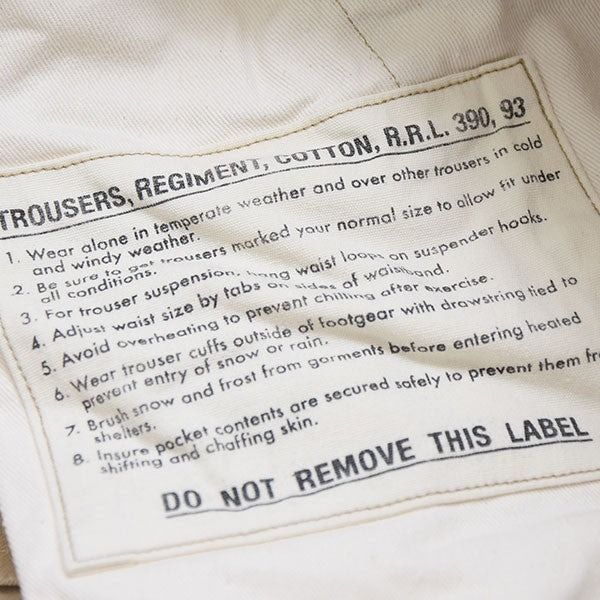 TROUSERS, REGIMENT, COTTON, R.R.L. 390, 93
1. Wear alone in temperate weather and over other trousers in cold
and windy weather.
2. Be sure to get trousers marked your normal size to allow fit under
all conditions.
3. For trouser suspension, hang waist loops on suspender hooks.
4. Adjust waist size by tabs on sides of waistband.
5. Avoid overheating to prevent chilling after exercise.
6. Wear trouser cuffs outside of footgear with drawstring tied to
prevent entry of snow or rain.
7. Brush snow and frost from garments before entering heated
shelters.
8. Insure pocket contents are secured safely to prevent them fr
shifting and chaffing skin.
DO NOT REMOVE THIS LABEL